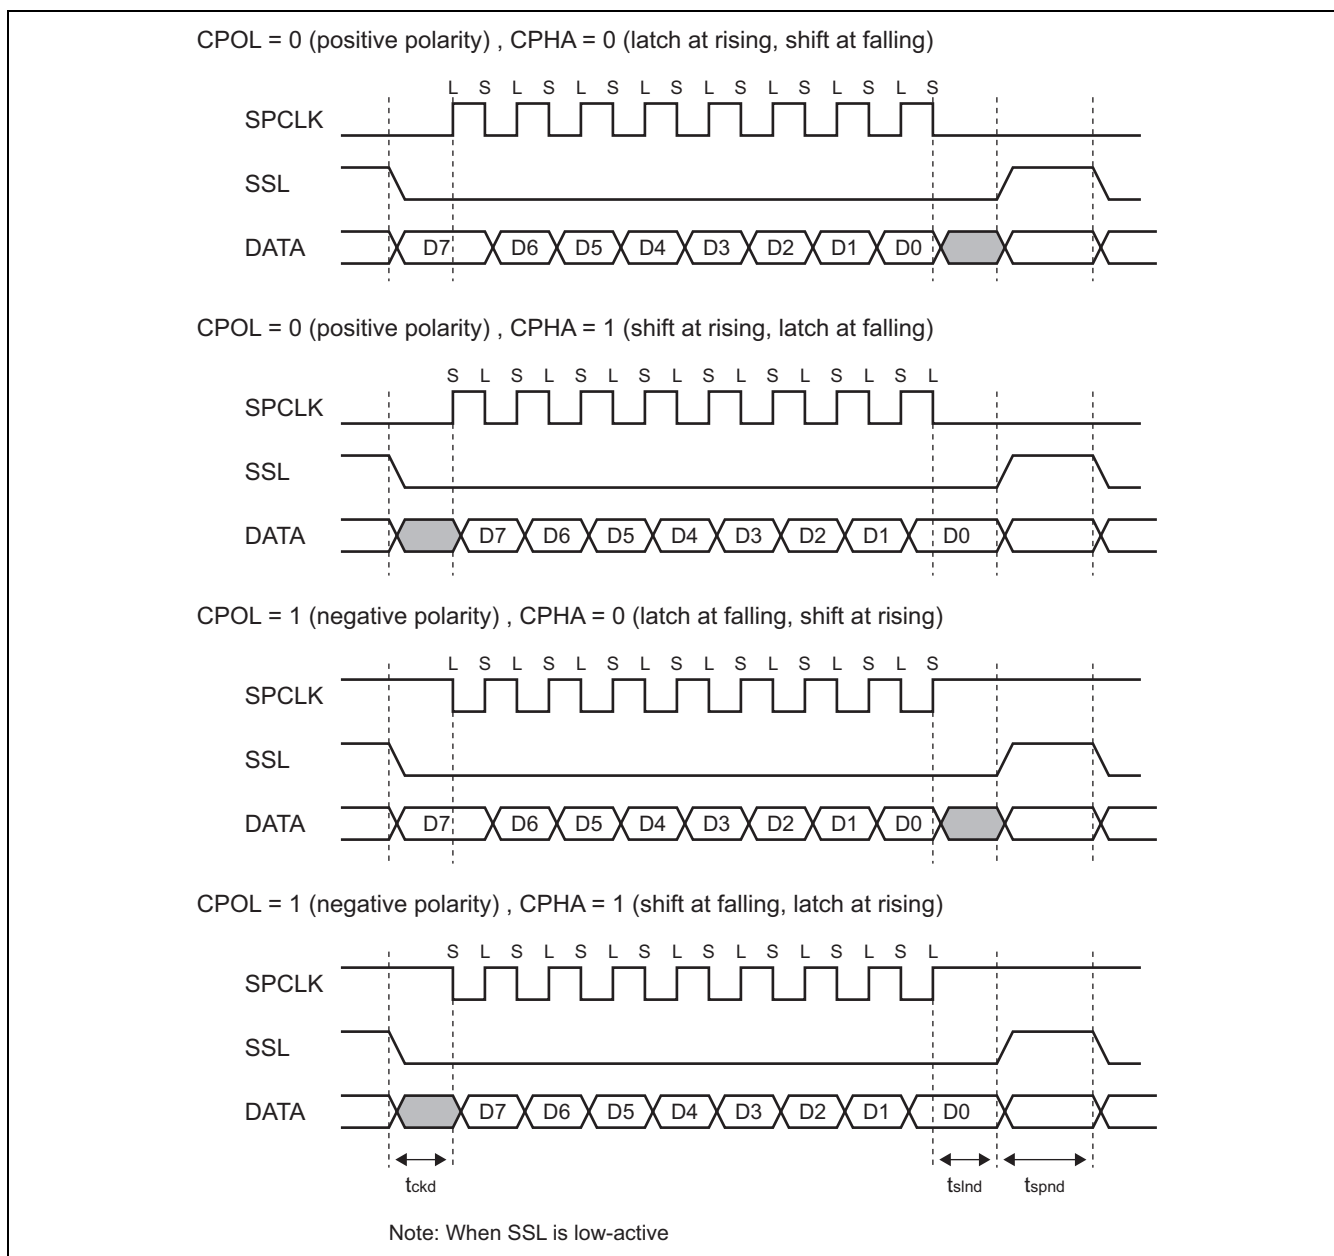 CPOL = 0 (positive polarity) , CPHA = 0 (latch at rising, shift at falling)
L S L S L S L S L S L S L S L S
SPCLK
SSL
DATA D7 D6 D5 D4 D3 D2 D1 D0
CPOL = 0 (positive polarity) , CPHA = 1 (shift at rising, latch at falling)
S L S L S L S L S L S L S L S L
SPCLK
SSL
DATA D7 D6 D5 D4 D3 D2 D1 D0
CPOL = 1 (negative polarity) , CPHA = 0 (latch at falling, shift at rising)
L S L S L S L S L S L S L S L S
SPCLK
SSL
DATA D7 D6 D5 D4 D3 D2 D1 D0
CPOL = 1 (negative polarity) , CPHA = 1 (shift at falling, latch at rising)
S L S L S L S L S L S L S L S L
SPCLK
SSL
DATA D7 D6 D5 D4 D3 D2 D1 D0
tckd tslnd tspnd
Note: When SSL is low-active